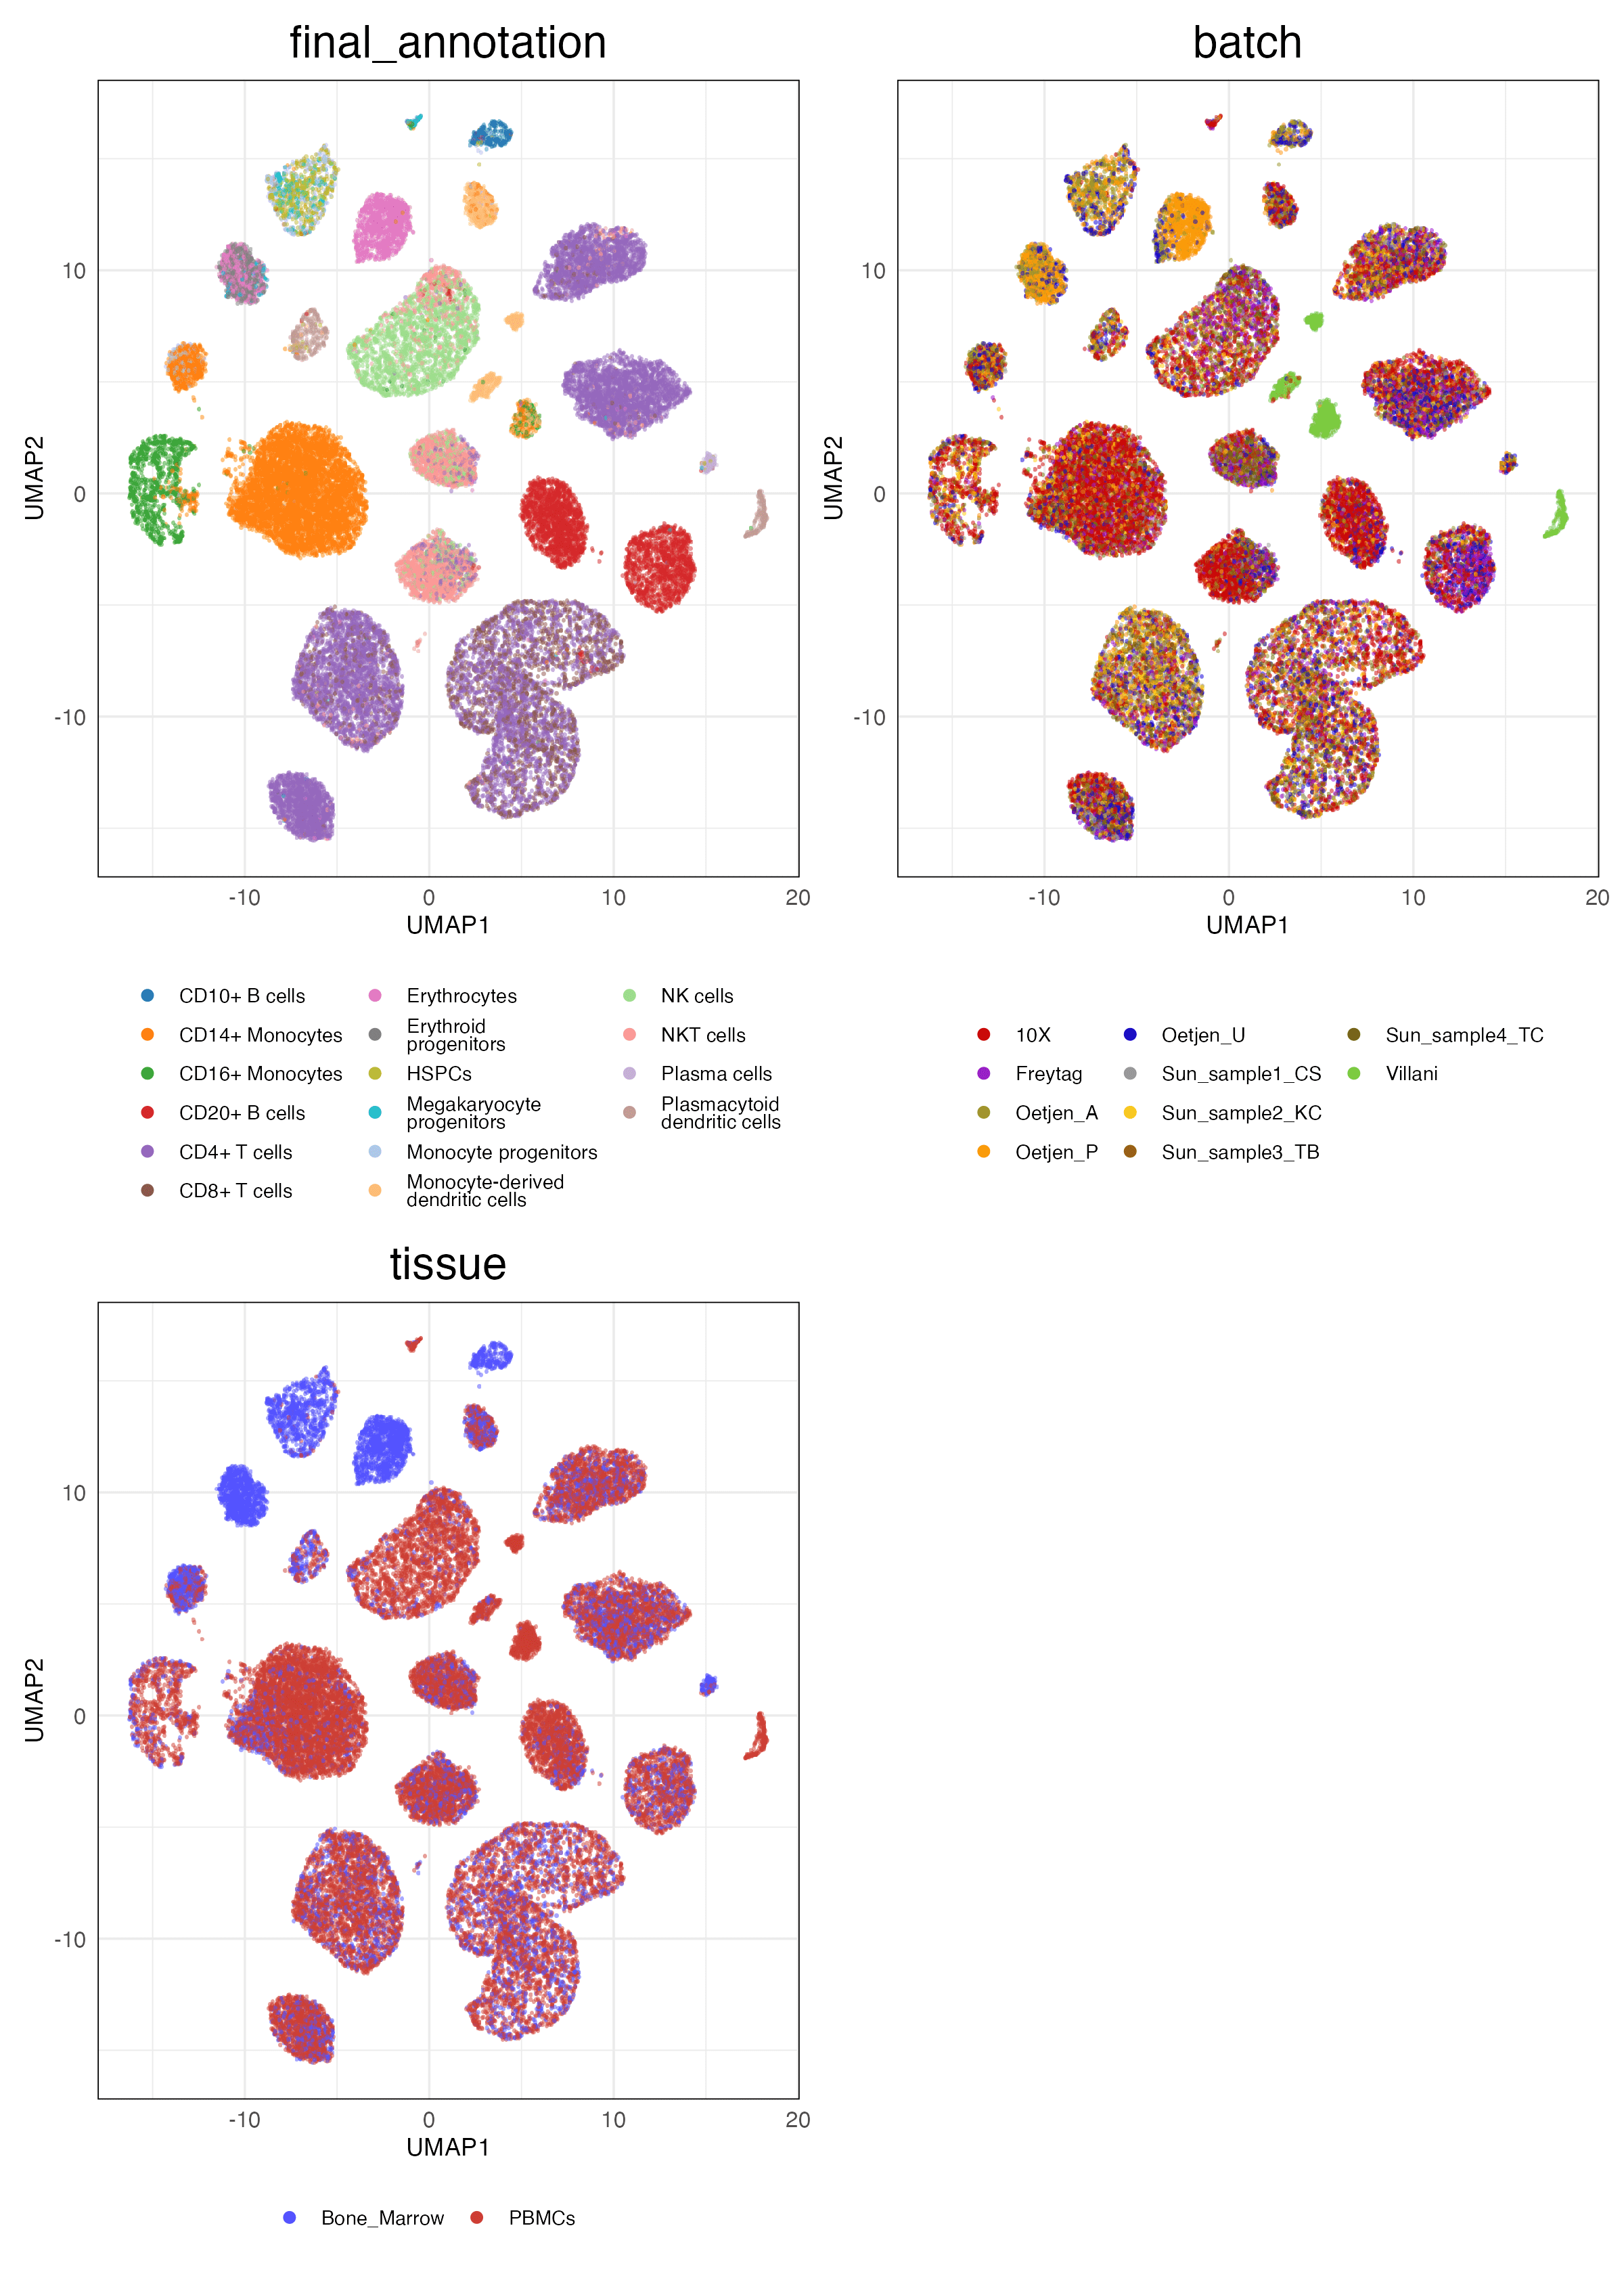 final_annotation
batch
UMAP2
10
0
-10
-10
0
10
20
UMAP1
UMAP2
10
0
-10
-10
0
10
20
UMAP1
CD10+ B cells
CD14+ Monocytes
CD16+ Monocytes
CD20+ B cells
CD4+ T cells
CD8+ T cells
Erythrocytes
Erythroid
progenitors
HSPCs
Megakaryocyte
progenitors
Monocyte progenitors
Monocyte-derived
dendritic cells
NK cells
NKT cells
Plasma cells
Plasmacytoid
dendritic cells
10X
Freytag
Oetjen_A
Oetjen_P
Oetjen_U
Sun_sample1_CS
Sun_sample2_KC
Sun_sample3_TB
Sun_sample4_TC
Villani
tissue
UMAP2
10
0
-10
-10
0
10
20
UMAP1
Bone_Marrow
PBMCs